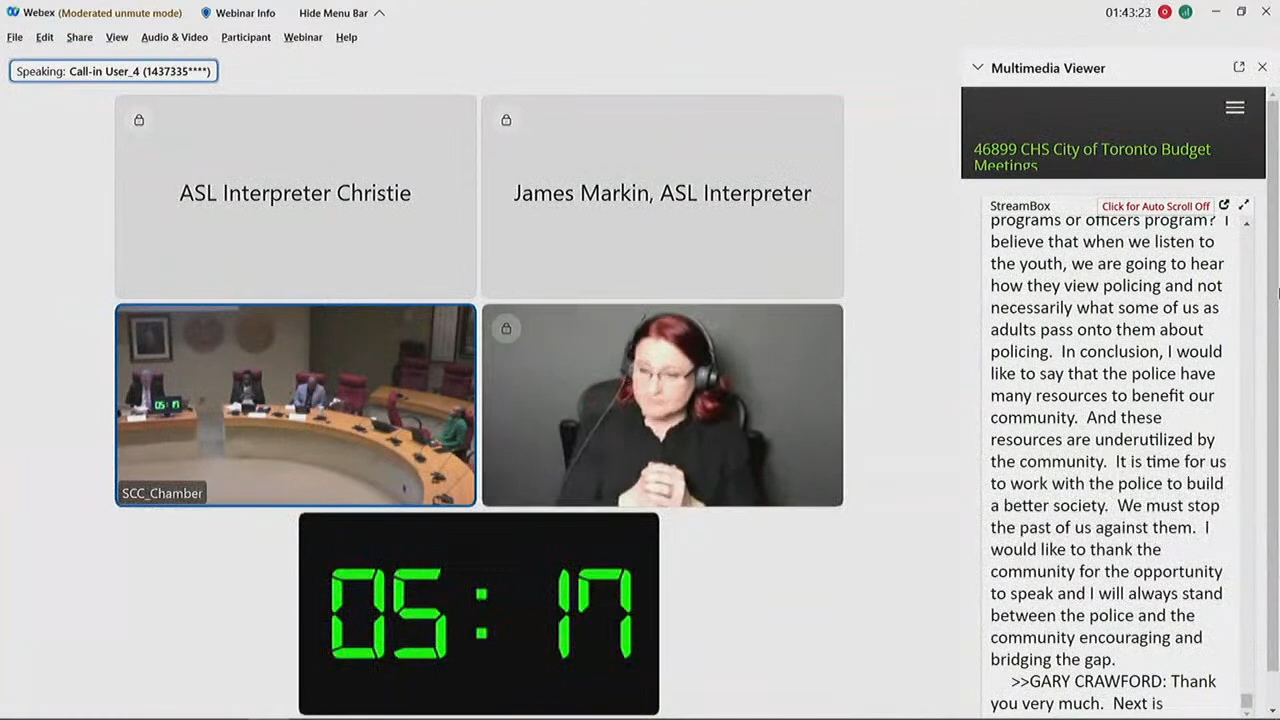 Webex (Moderated unmute mode) Webinar Info Hide Menu Bar 01:43:23
File Edit Share View Audio & Video Participant Webinar Help
Speaking: Call-in User_4 (1437335****)
Multimedia Viewer
ASL Interpreter Christie
James Markin, ASL Interpreter
46899 CHS City of Toronto Budget
Meetings
StreamBox Click for Auto Scroll Off
programs or officers program? I
believe that when we listen to
the youth, we are going to hear
how they view policing and not
necessarily what some of us as
adults pass onto them about
policing. In conclusion, I would
like to say that the police have
many resources to benefit our
community. And these
resources are underutilized by
the community. It is time for us
to work with the police to build
a better society. We must stop
the past of us against them. I
would like to thank the
community for the opportunity
to speak and I will always stand
between the police and the
community encouraging and
bridging the gap.
>>GARY CRAWFORD: Thank
you very much. Next is
05:17
SCC_Chamber
05:17